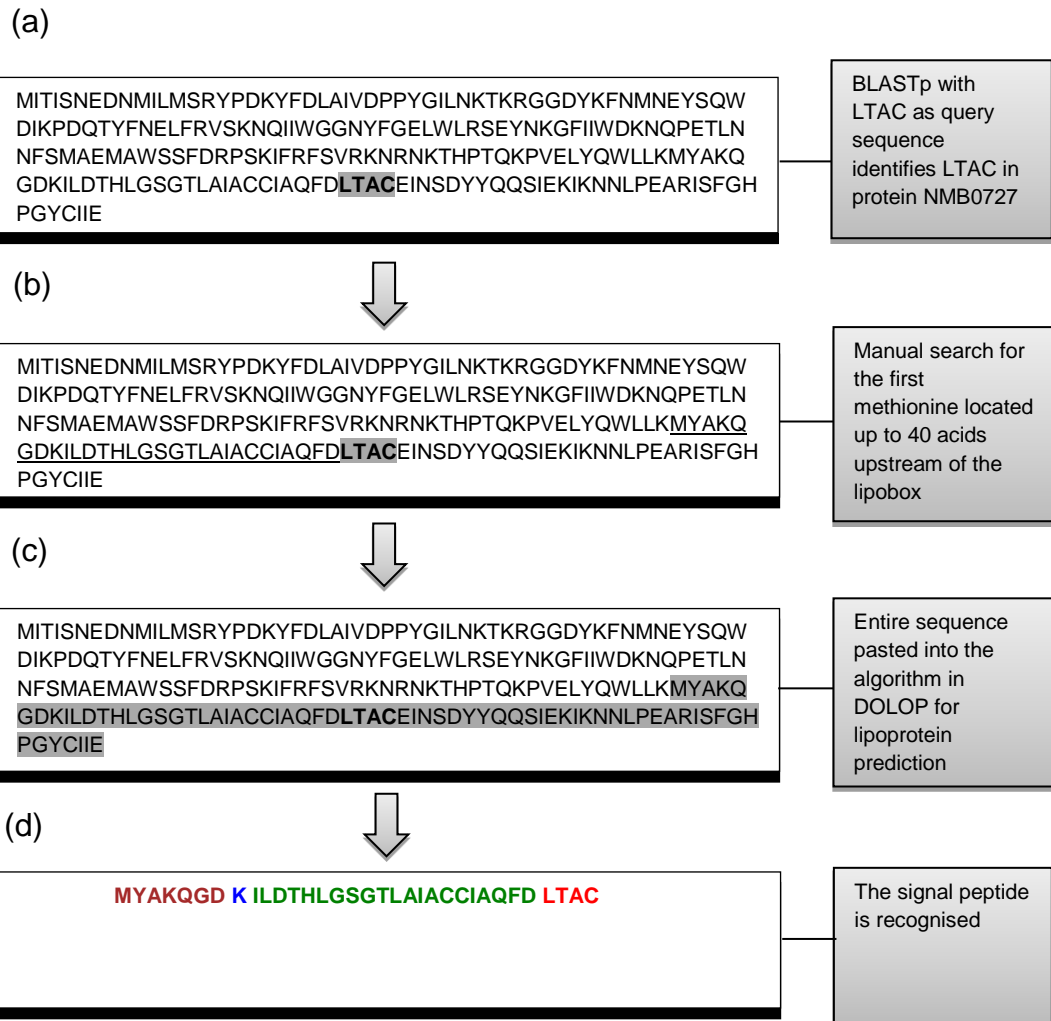 (a)
MITISNEDNMILMSRYPDKYFDLAIVDPPYGILNKTKRGGDYKFNMNEYSQW
DIKPDQTYFNELFRVSKNQIIWGGNYFGELWLRSEYNKGFIIWDKNQPETLN
NFSMAEMAWSSFDRPSKIFRFSVRKNRNKTHPTQKPVELYQWLLKMYAKQ
GDKILDTHLGSGTLAIACCIAQFDLTACEINSDYYQQSIEKIKNNLPEARISFGH
PGYCIIE
BLASTp with
LTAC as query
sequence
identifies LTAC in
protein NMB0727
(b)
MITISNEDNMILMSRYPDKYFDLAIVDPPYGILNKTKRGGDYKFNMNEYSQW
DIKPDQTYFNELFRVSKNQIIWGGNYFGELWLRSEYNKGFIIWDKNQPETLN
NFSMAEMAWSSFDRPSKIFRFSVRKNRNKTHPTQKPVELYQWLLKMYAKQ
GDKILDTHLGSGTLAIACCIAQFDLTACEINSDYYQQSIEKIKNNLPEARISFGH
PGYCIIE
Manual search for
the first
methionine located
up to 40 acids
upstream of the
lipobox
(c)
MITISNEDNMILMSRYPDKYFDLAIVDPPYGILNKTKRGGDYKFNMNEYSQW
DIKPDQTYFNELFRVSKNQIIWGGNYFGELWLRSEYNKGFIIWDKNQPETLN
NFSMAEMAWSSFDRPSKIFRFSVRKNRNKTHPTQKPVELYQWLLKMYAKQ
GDKILDTHLGSGTLAIACCIAQFDLTACEINSDYYQQSIEKIKNNLPEARISFGH
PGYCIIE
Entire sequence
pasted into the
algorithm in
DOLOP for
lipoprotein
prediction
(d)
MYAKQGD K ILDTHLGSGTLAIACCIAQFD LTAC
The signal peptide
is recognised